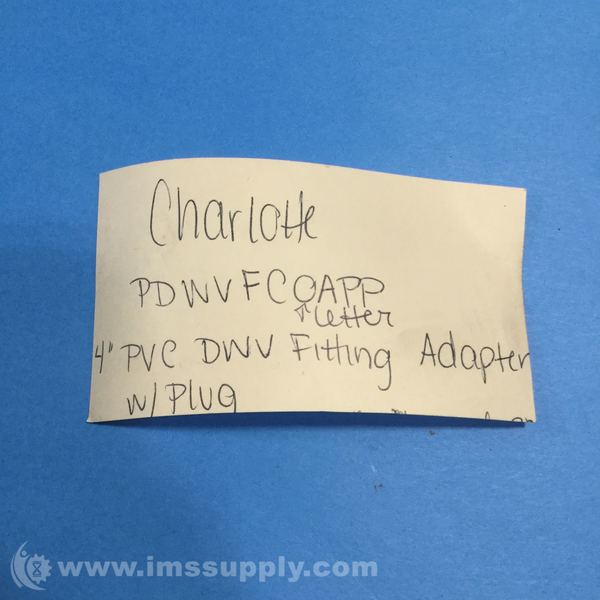 Charlotte
PDWVFCOAPP
↑ letter
4" PVC DWV Fitting Adapter
w/ PLUG
www.imssupply.com